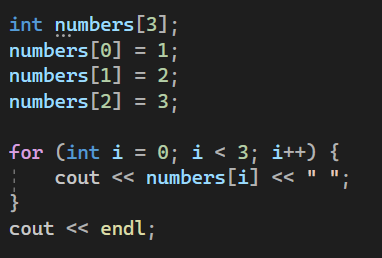 int numbers[3];
numbers[0] = 1;
numbers[1] = 2;
numbers[2] = 3;

for (int i = 0; i < 3; i++) {
    cout << numbers[i] << " ";
}
cout << endl;